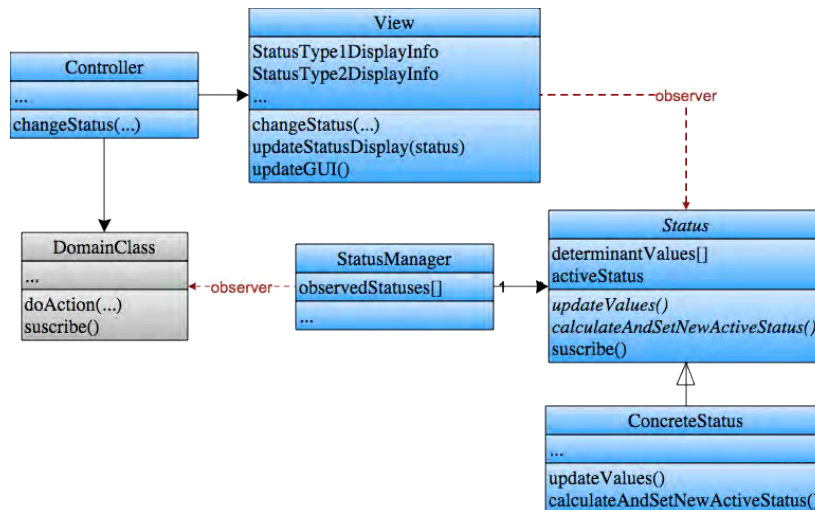 View
StatusType1DisplayInfo
StatusType2DisplayInfo
...
changeStatus(...)
updateStatusDisplay(status)
updateGUI()
Controller
...
changeStatus(...)
observer
DomainClass
...
doAction(...)
suscribe()
observer
StatusManager
observedStatuses[]
...
1
Status
determinantValues[]
activeStatus
updateValues()
calculateAndSetNewActiveStatus()
suscribe()
ConcreteStatus
...
updateValues()
calculateAndSetNewActiveStatus()